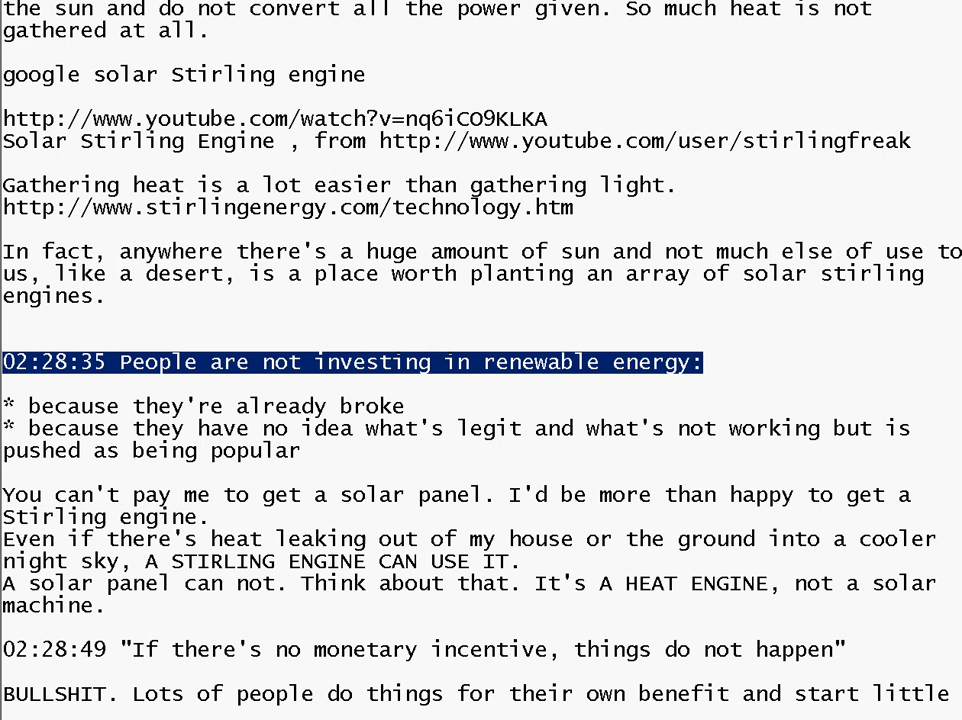 the sun and do not convert all the power given. So much heat is not
gathered at all.
google solar Stirling engine
http://www.youtube.com/watch?v=nq6iCO9KLKA
Solar Stirling Engine , from http://www.youtube.com/user/stirlingfreak
Gathering heat is a lot easier than gathering light.
http://www.stirlingenergy.com/technology.htm
In fact, anywhere there's a huge amount of sun and not much else of use to
us, like a desert, is a place worth planting an array of solar stirling
engines.
02:28:35 People are not investing in renewable energy:
* because they're already broke
* because they have no idea what's legit and what's not working but is
pushed as being popular
You can't pay me to get a solar panel. I'd be more than happy to get a
Stirling engine.
Even if there's heat leaking out of my house or the ground into a cooler
night sky, A STIRLING ENGINE CAN USE IT.
A solar panel can not. Think about that. It's A HEAT ENGINE, not a solar
machine.
02:28:49 "If there's no monetary incentive, things do not happen"
BULLSHIT. Lots of people do things for their own benefit and start little